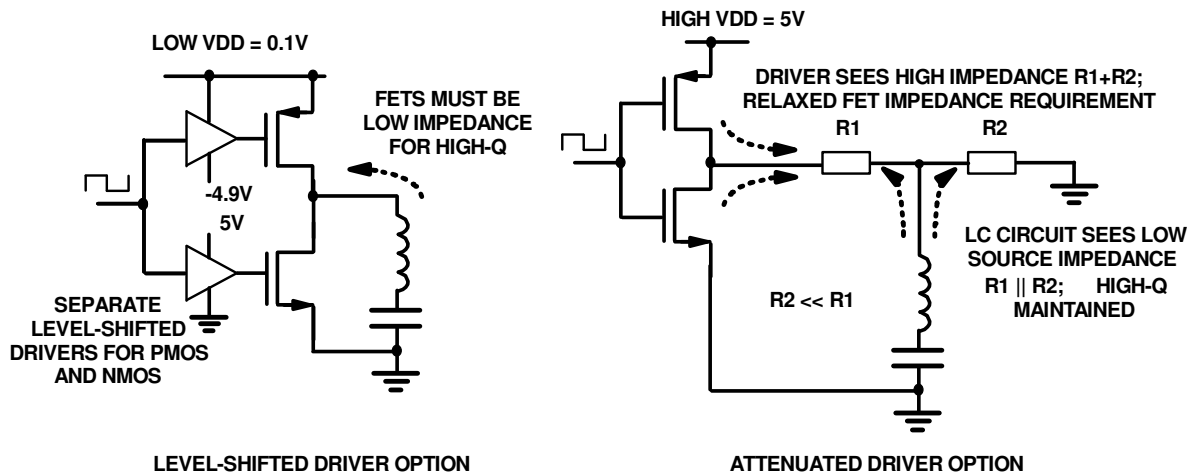 LOW VDD = 0.1V
FETS MUST BE
LOW IMPEDANCE
FOR HIGH-Q
-4.9V
5V
SEPARATE
LEVEL-SHIFTED
DRIVERS FOR PMOS
AND NMOS
LEVEL-SHIFTED DRIVER OPTION
HIGH VDD = 5V
DRIVER SEES HIGH IMPEDANCE R1+R2;
RELAXED FET IMPEDANCE REQUIREMENT
R1 R2
LC CIRCUIT SEES LOW
SOURCE IMPEDANCE
R1 || R2; HIGH-Q
MAINTAINED
R2 << R1
ATTENUATED DRIVER OPTION